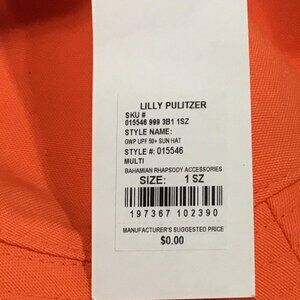 LILLY PULITZER
SKU #
015546 999 3B1 1SZ
STYLE NAME:
GWP UPF 50+ SUN HAT
STYLE #: 015546
MULTI
BAHAMIAN RHAPSODY ACCESSORIES
SIZE: 1 SZ
197367 102390
MANUFACTURER'S SUGGESTED PRICE
$0.00